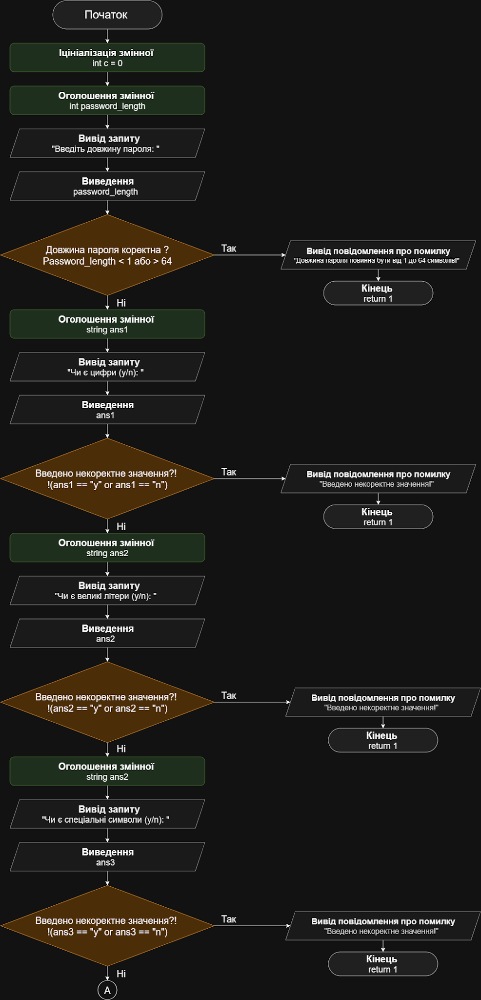 Початок
Іцініалізація змінної
int c = 0
Оголошення змінної
int password_length
Вивід запиту
"Введіть довжину пароля: "
Виведення
password_length
Довжина пароля коректна ?
Password_length < 1 або > 64
Так
Вивід повідомлення про помилку
"Довжина пароля повинна бути від 1 до 64 символів!"
Кінець
return 1
Ні
Оголошення змінної
string ans1
Вивід запиту
"Чи є цифри (y/n): "
Виведення
ans1
Введено некоректне значення?!
!(ans1 == "y" or ans1 == "n")
Так
Вивід повідомлення про помилку
"Введено некоректне значення!"
Кінець
return 1
Ні
Оголошення змінної
string ans2
Вивід запиту
"Чи є великі літери (y/n): "
Виведення
ans2
Введено некоректне значення?!
!(ans2 == "y" or ans2 == "n")
Так
Вивід повідомлення про помилку
"Введено некоректне значення!"
Кінець
return 1
Ні
Оголошення змінної
string ans2
Вивід запиту
"Чи є спеціальні символи (y/n): "
Виведення
ans3
Введено некоректне значення?!
!(ans3 == "y" or ans3 == "n")
Так
Вивід повідомлення про помилку
"Введено некоректне значення!"
Кінець
return 1
Ні
A